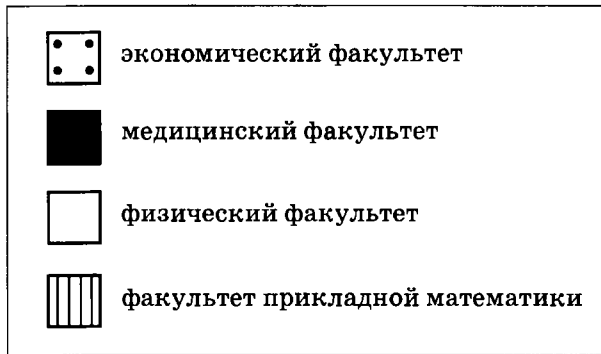 экономический факультет
медицинский факультет
физический факультет
факультет прикладной математики